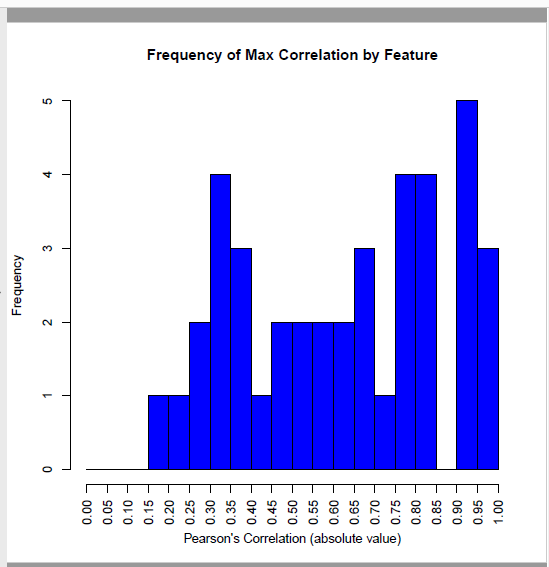 Frequency of Max Correlation by Feature
5
4
3
2
1
0
Frequency
0.00 0.05 0.10 0.15 0.20 0.25 0.30 0.35 0.40 0.45 0.50 0.55 0.60 0.65 0.70 0.75 0.80 0.85 0.90 0.95 1.00
Pearson's Correlation (absolute value)